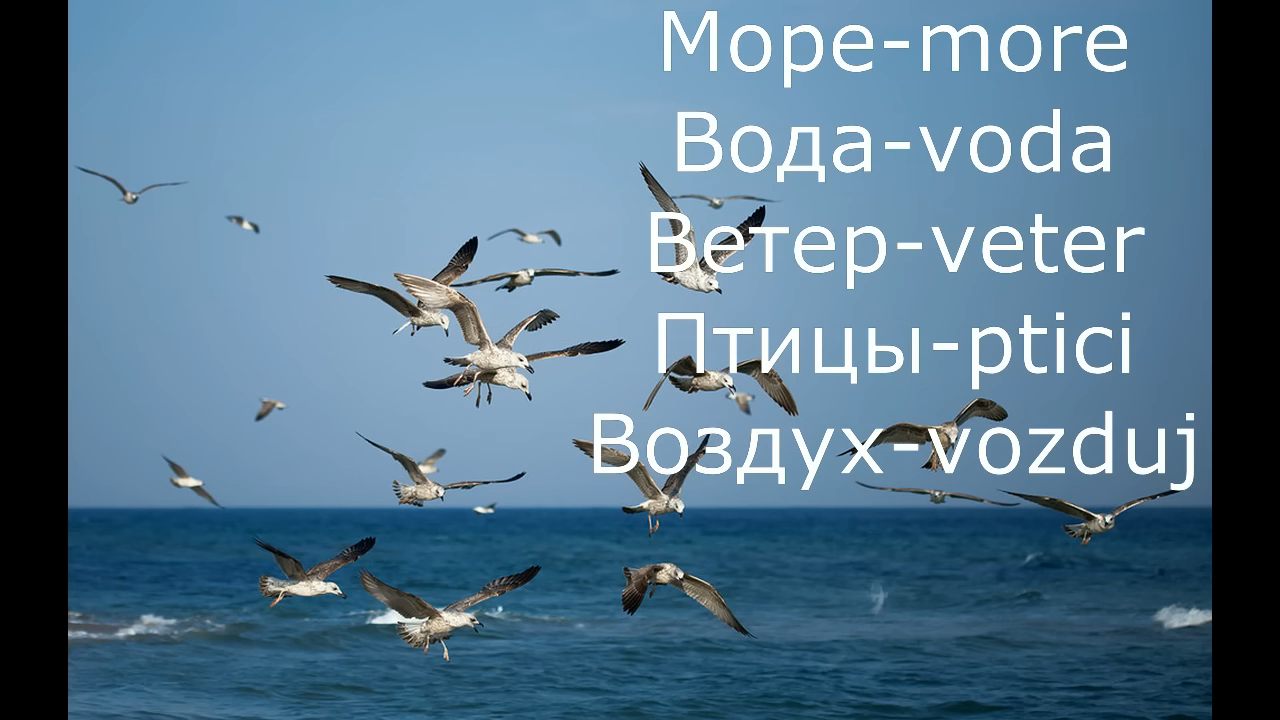 Море-more
Вода-voda
Ветер-veter
Птицы-ptici
Воздух-vozduj